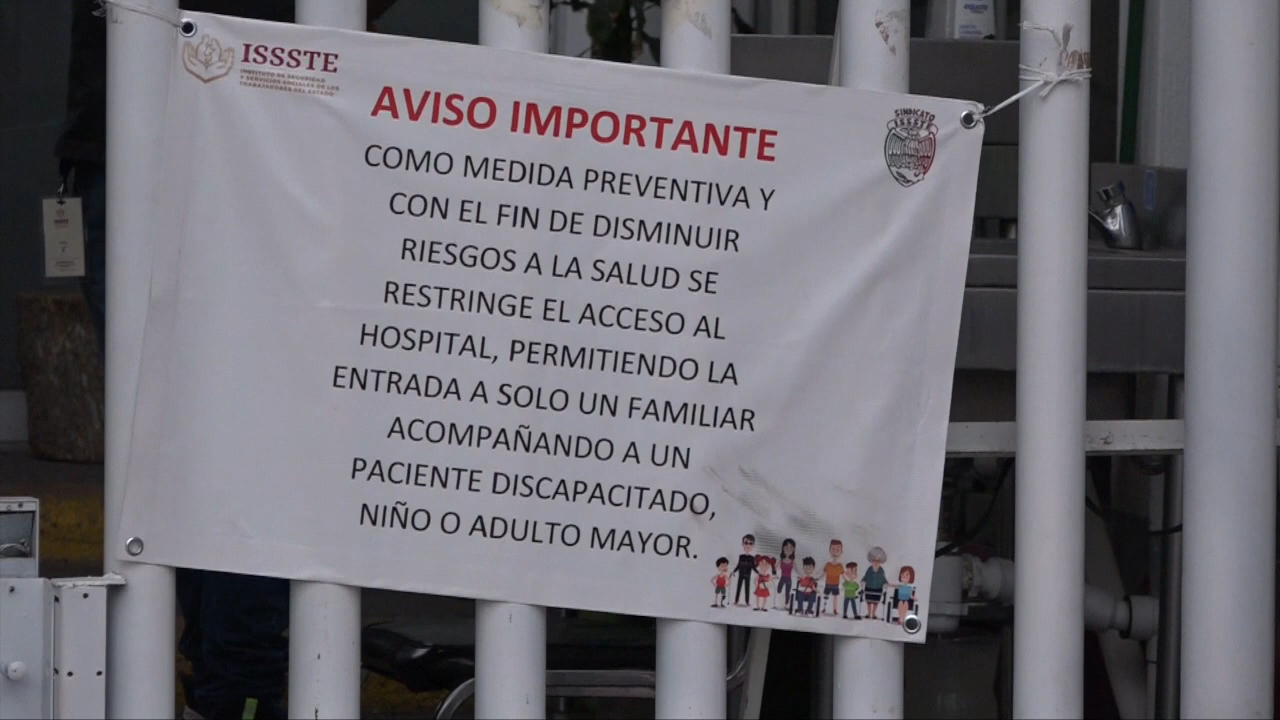 ISSSTE
INSTITUTO DE SEGURIDAD
Y SERVICIOS SOCIALES DE LOS
TRABAJADORES DEL ESTADO
AVISO IMPORTANTE
SINDICATO
ISSSTE
COMO MEDIDA PREVENTIVA Y
CON EL FIN DE DISMINUIR
RIESGOS A LA SALUD SE
RESTRINGE EL ACCESO AL
HOSPITAL, PERMITIENDO LA
ENTRADA A SOLO UN FAMILIAR
ACOMPAÑANDO A UN
PACIENTE DISCAPACITADO,
NIÑO O ADULTO MAYOR.